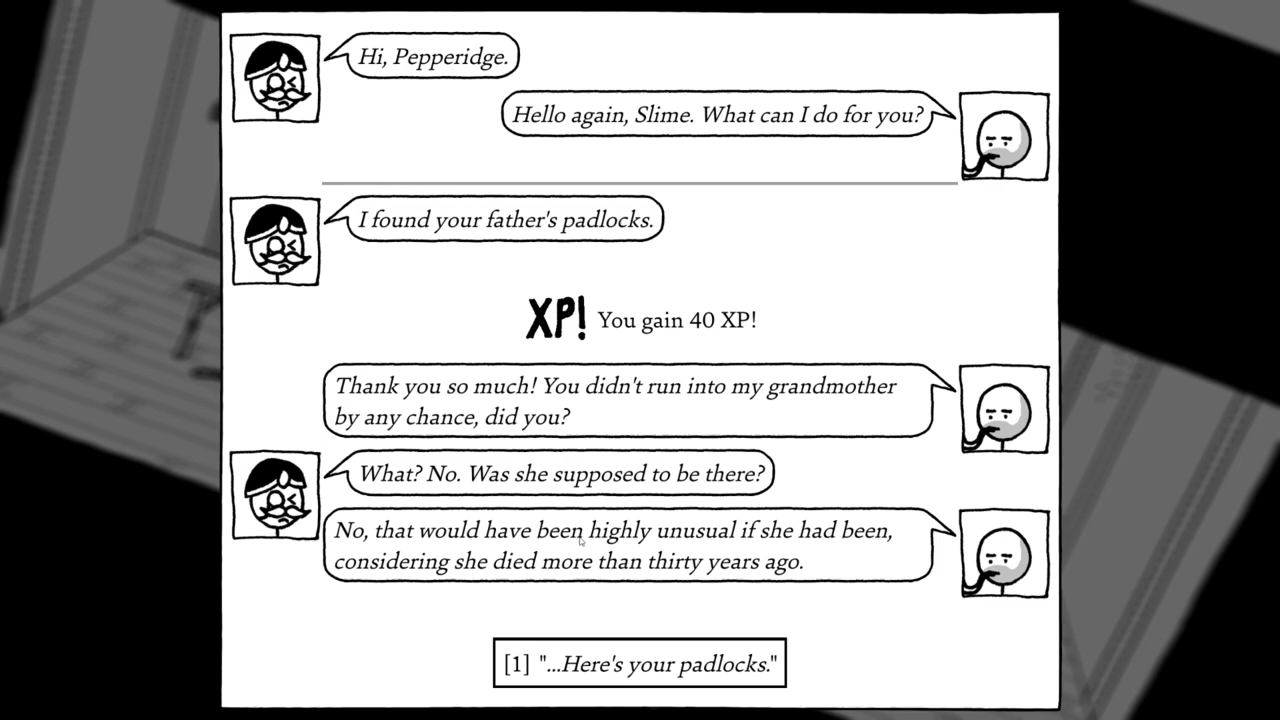 Hi, Pepperidge.
Hello again, Slime. What can I do for you?
I found your father's padlocks.
XP! You gain 40 XP!
Thank you so much! You didn't run into my grandmother
by any chance, did you?
What? No. Was she supposed to be there?
No, that would have been highly unusual if she had been,
considering she died more than thirty years ago.
[1] "...Here's your padlocks."